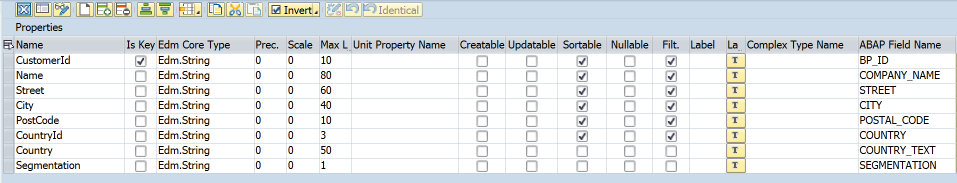 Invert Identical
Properties
Name Is Key Edm Core Type Prec. Scale Max L Unit Property Name Creatable Updatable Sortable Nullable Filt. Label La Complex Type Name ABAP Field Name
CustomerId Edm.String 0 0 10 T BP_ID
Name Edm.String 0 0 80 T COMPANY_NAME
Street Edm.String 0 0 60 T STREET
City Edm.String 0 0 40 T CITY
PostCode Edm.String 0 0 10 T POSTAL_CODE
CountryId Edm.String 0 0 3 T COUNTRY
Country Edm.String 0 0 50 T COUNTRY_TEXT
Segmentation Edm.String 0 0 1 T SEGMENTATION